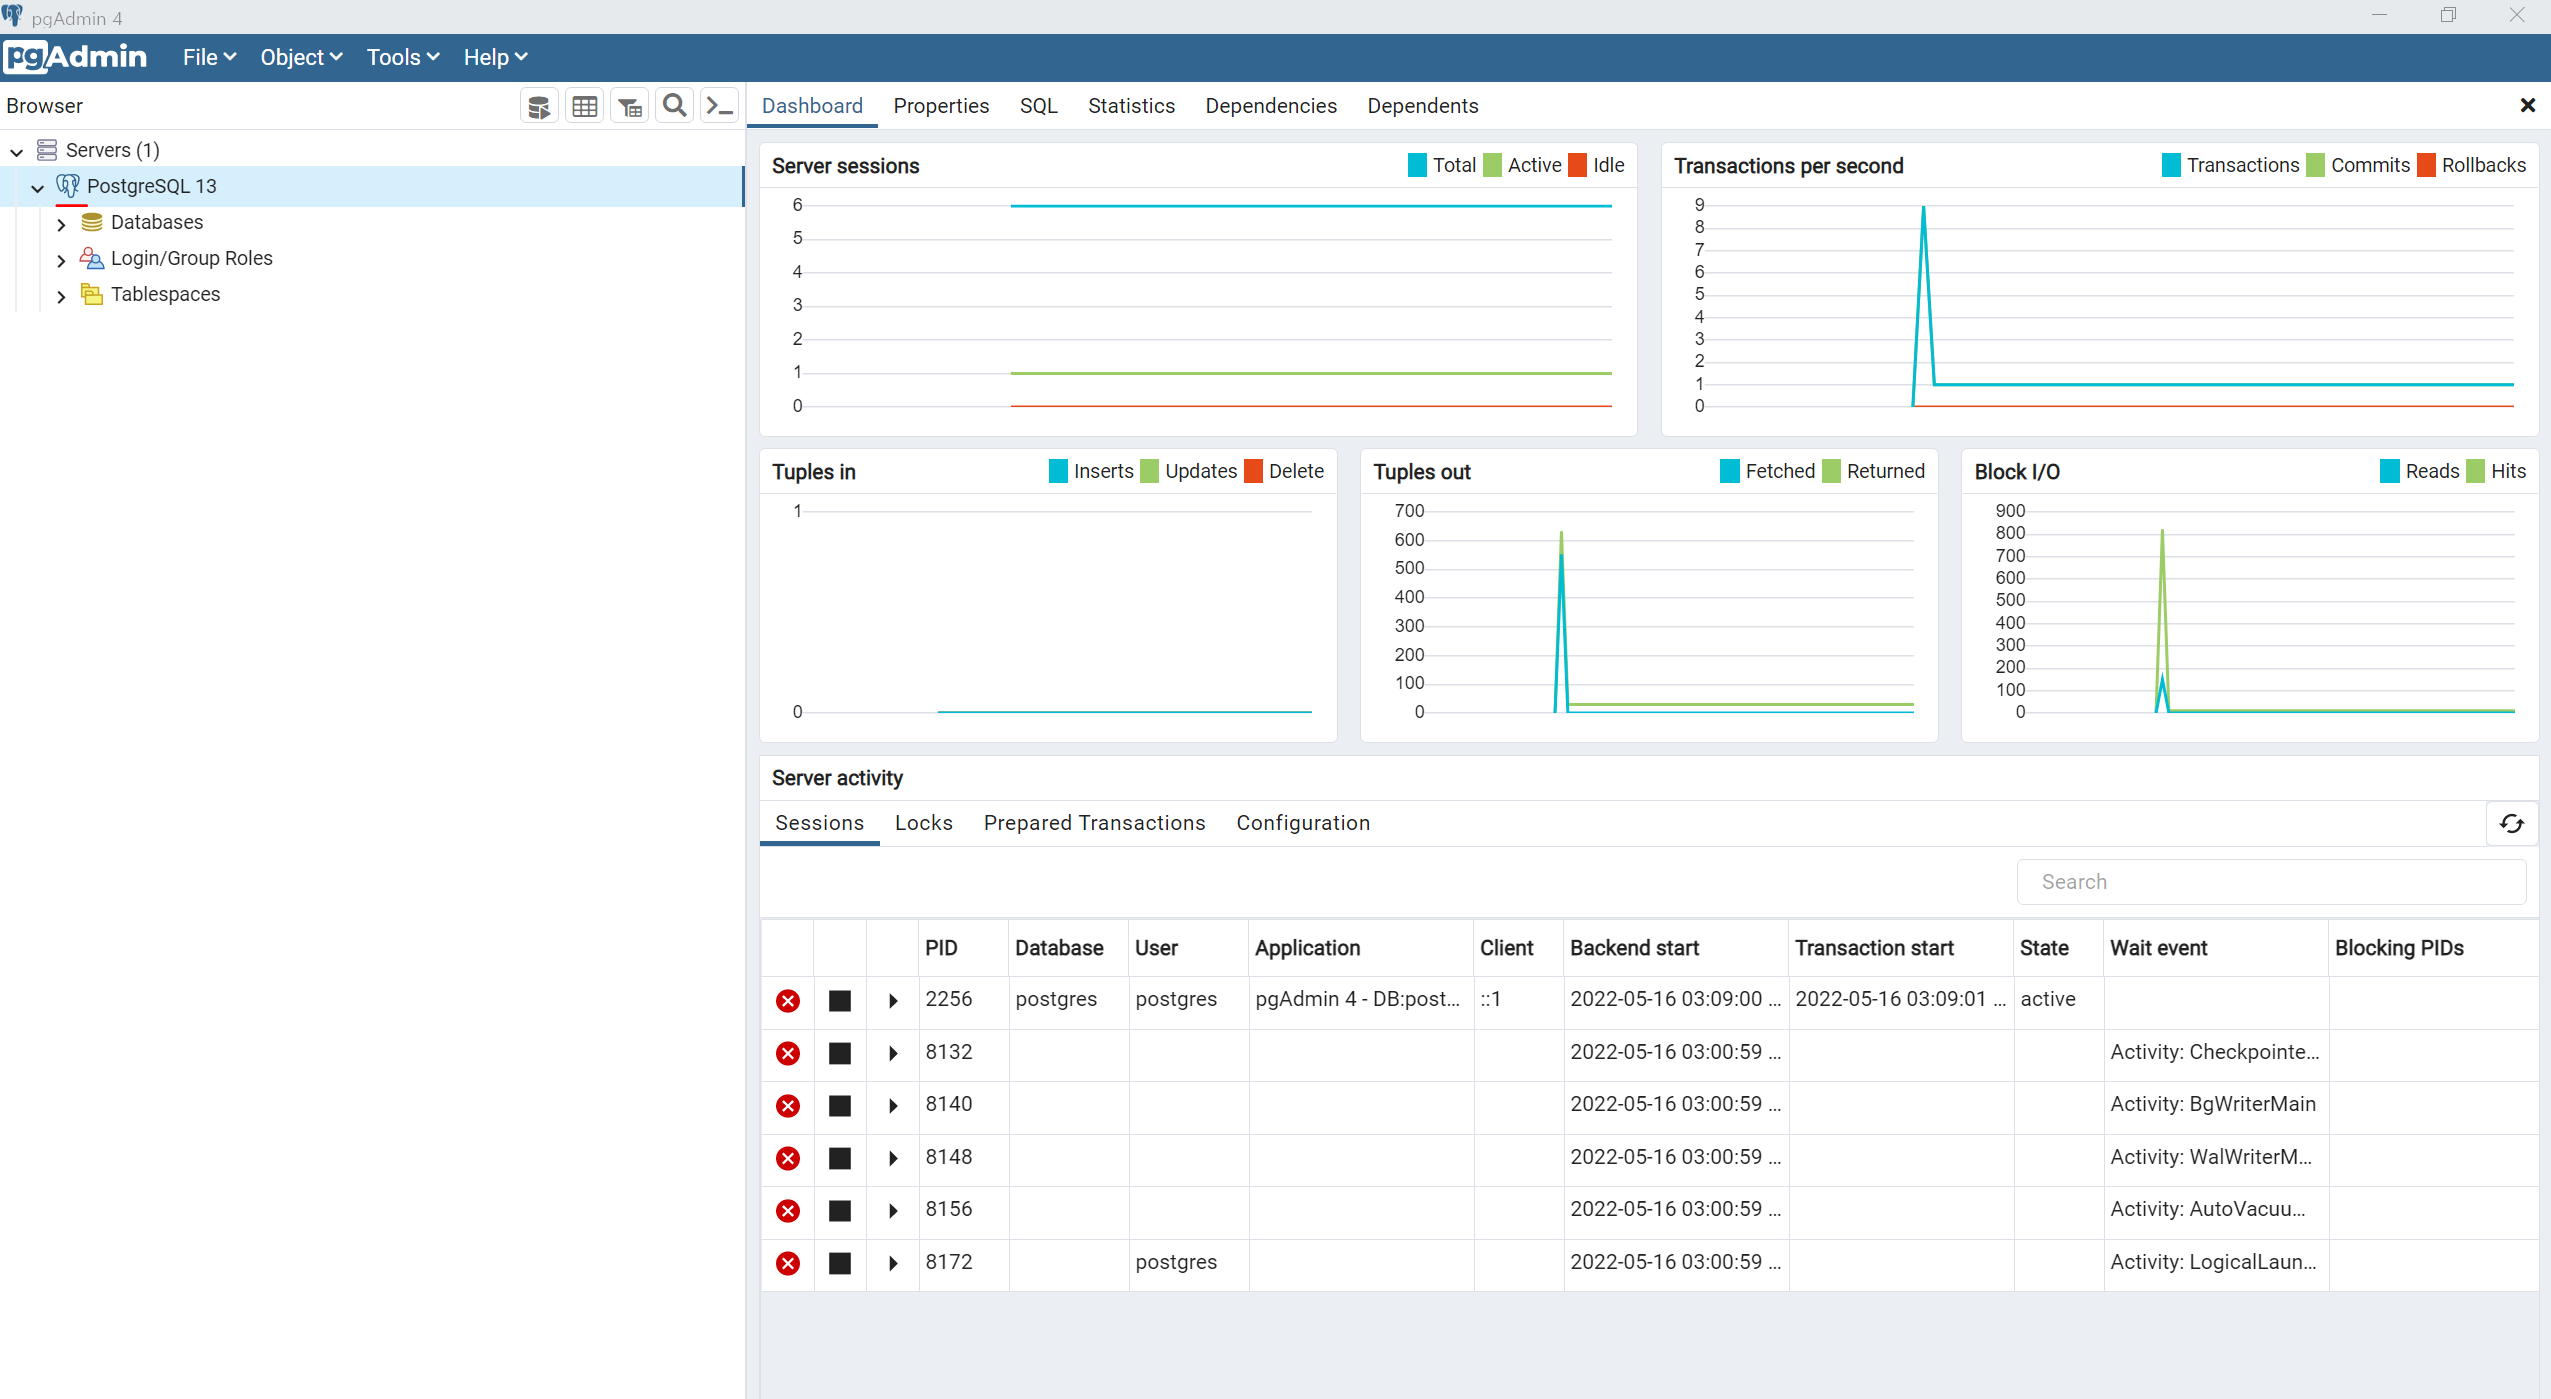 pgAdmin 4
pgAdmin File Object Tools Help
Browser
Dashboard Properties SQL Statistics Dependencies Dependents
Servers (1)
PostgreSQL 13
Databases
Login/Group Roles
Tablespaces
Server sessions Total Active Idle
6
5
4
3
2
1
0
Transactions per second Transactions Commits Rollbacks
9
8
7
6
5
4
3
2
1
0
Tuples in Inserts Updates Delete
1
0
Tuples out Fetched Returned
700
600
500
400
300
200
100
0
Block I/O Reads Hits
900
800
700
600
500
400
300
200
100
0
Server activity
Sessions Locks Prepared Transactions Configuration
Search
PID Database User Application Client Backend start Transaction start State Wait event Blocking PIDs
2256 postgres postgres pgAdmin 4 - DB:post... ::1 2022-05-16 03:09:00 ... 2022-05-16 03:09:01 ... active
8132 2022-05-16 03:00:59 ... Activity: Checkpointe...
8140 2022-05-16 03:00:59 ... Activity: BgWriterMain
8148 2022-05-16 03:00:59 ... Activity: WalWriterM...
8156 2022-05-16 03:00:59 ... Activity: AutoVacuu...
8172 postgres 2022-05-16 03:00:59 ... Activity: LogicalLaun...